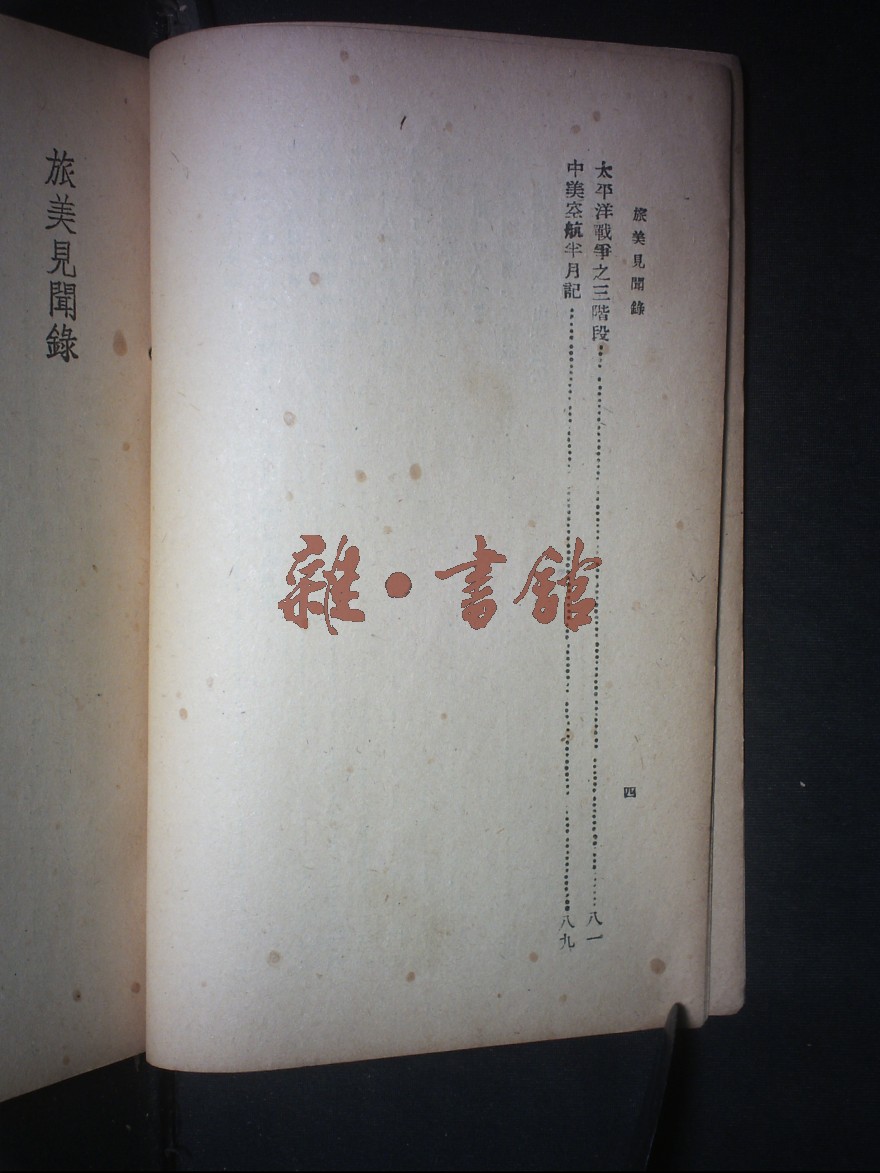 旅美見聞錄
四
太平洋戰爭之三階段……八一
中美空航半月記……八九
旅美見聞錄
雜•書館